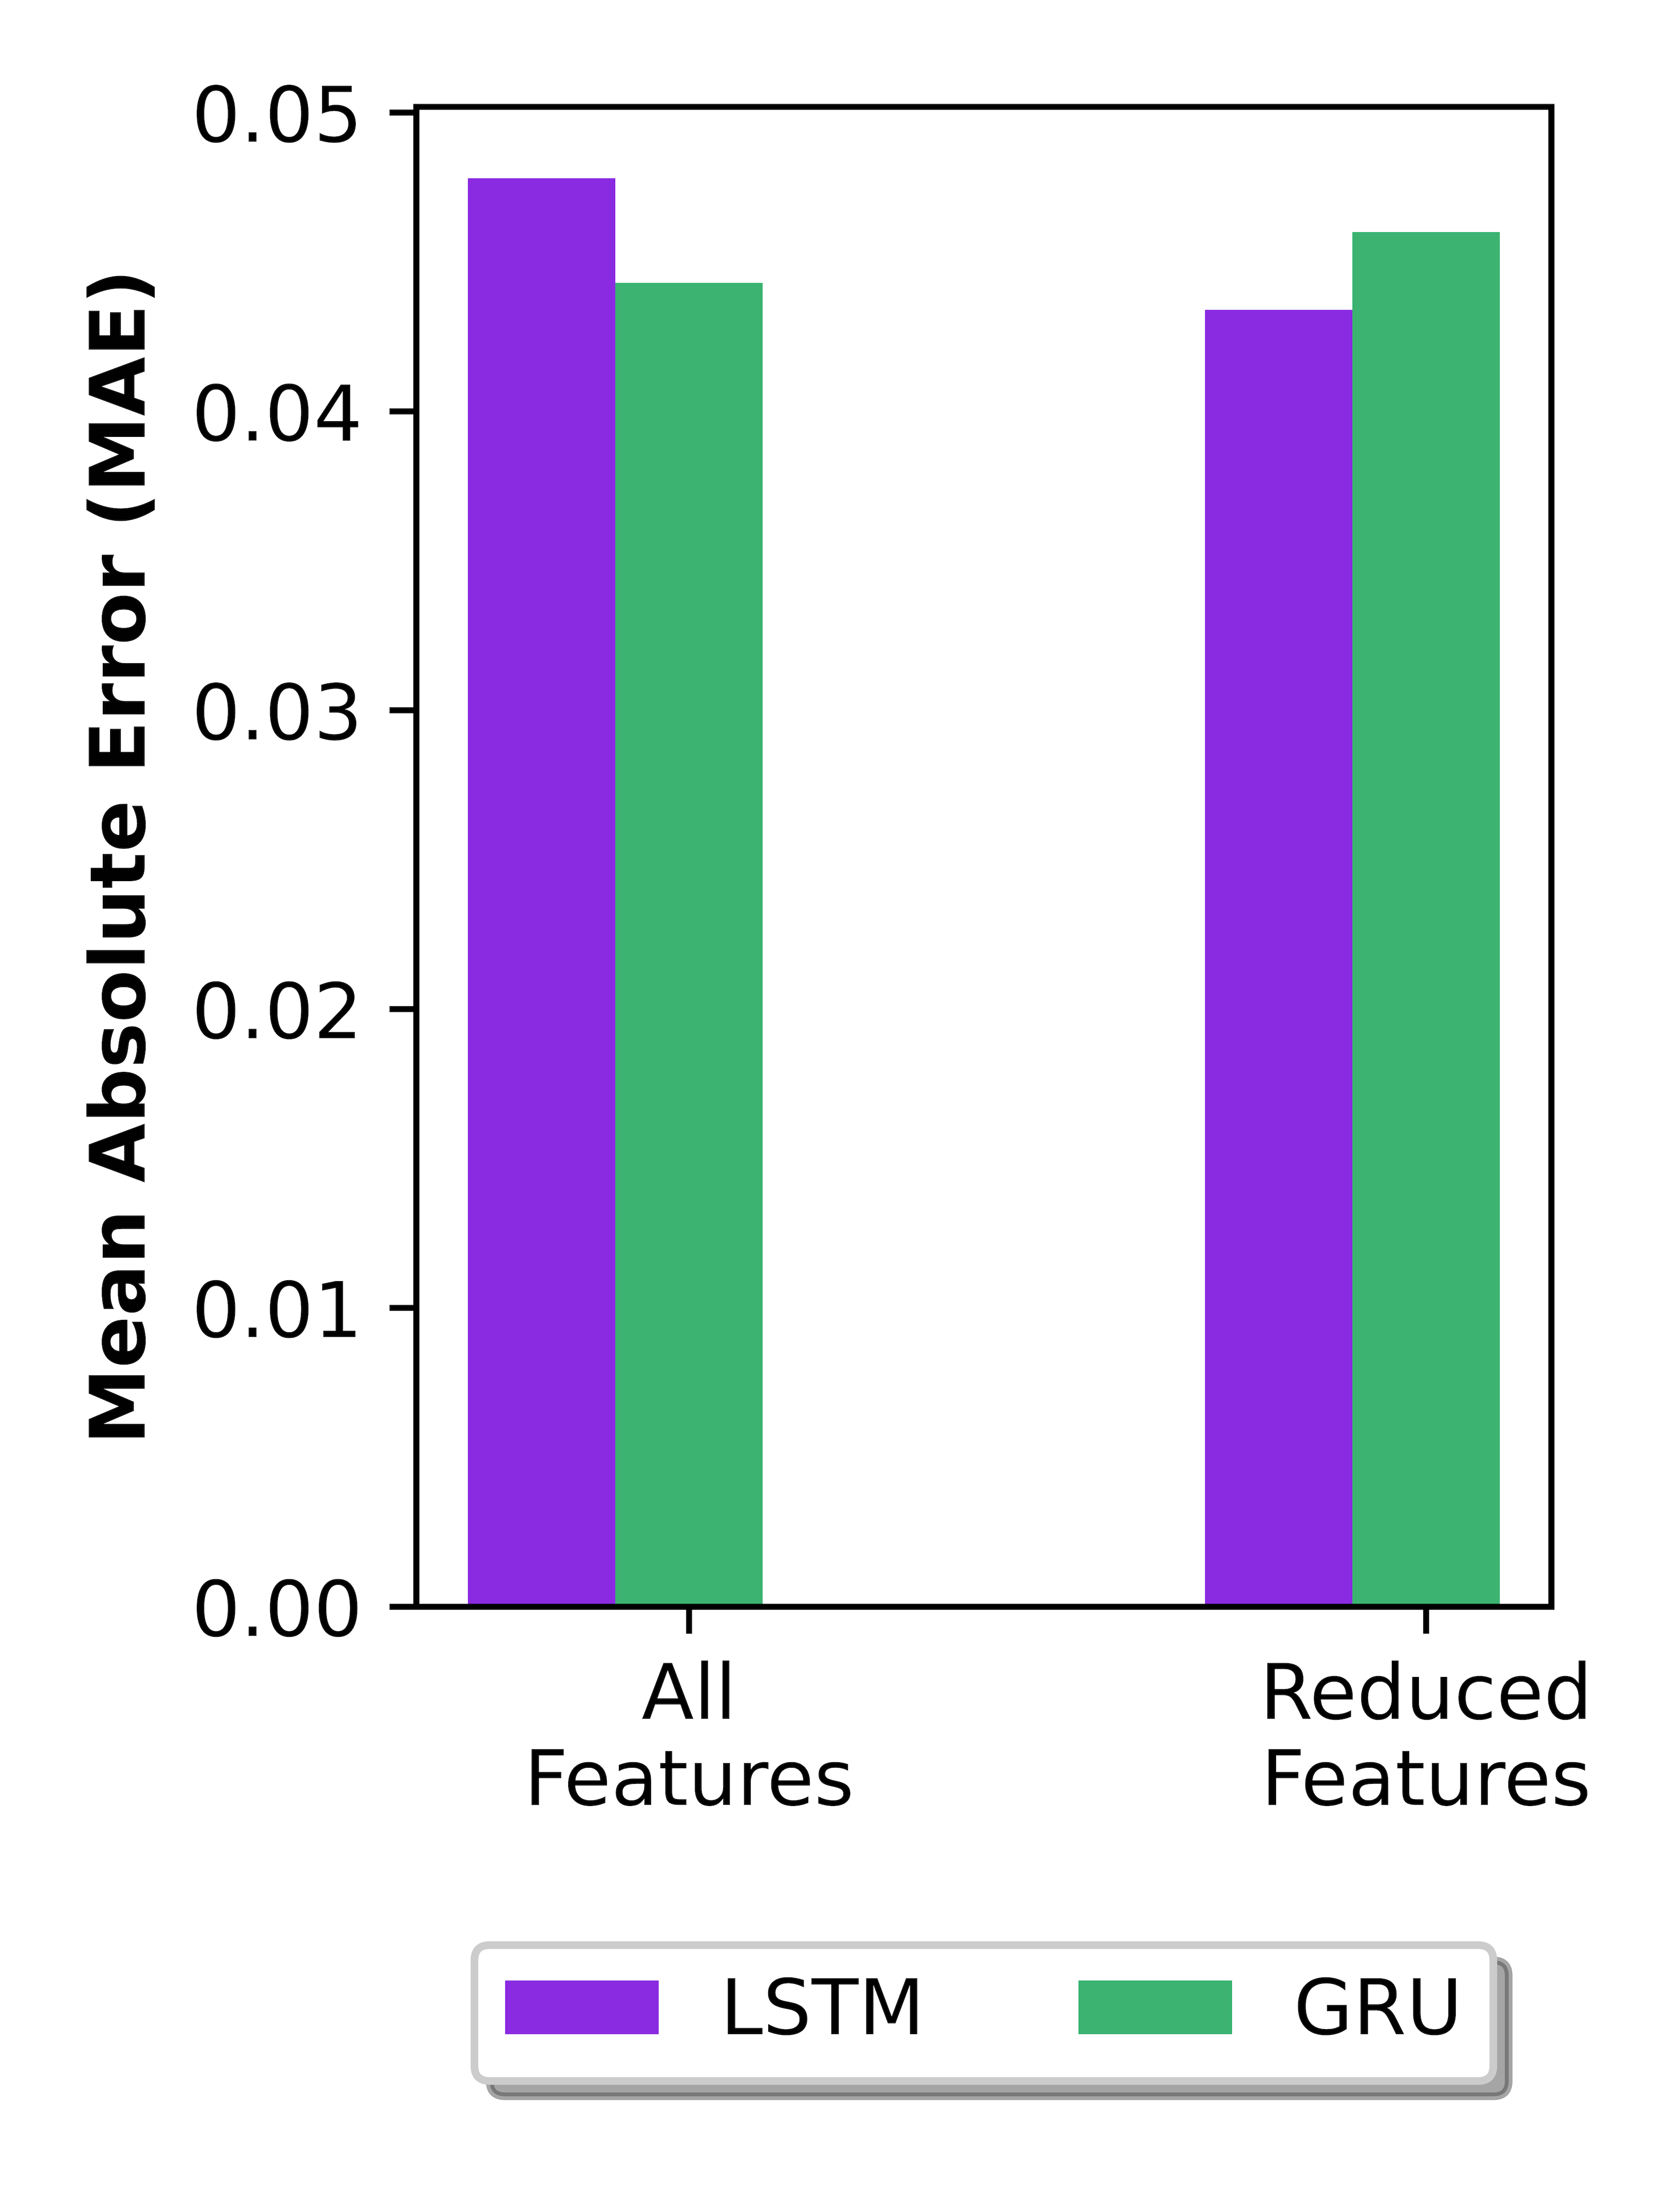 Mean Absolute Error (MAE)
0.05
0.04
0.03
0.02
0.01
0.00
All
Features
Reduced
Features
LSTM
GRU